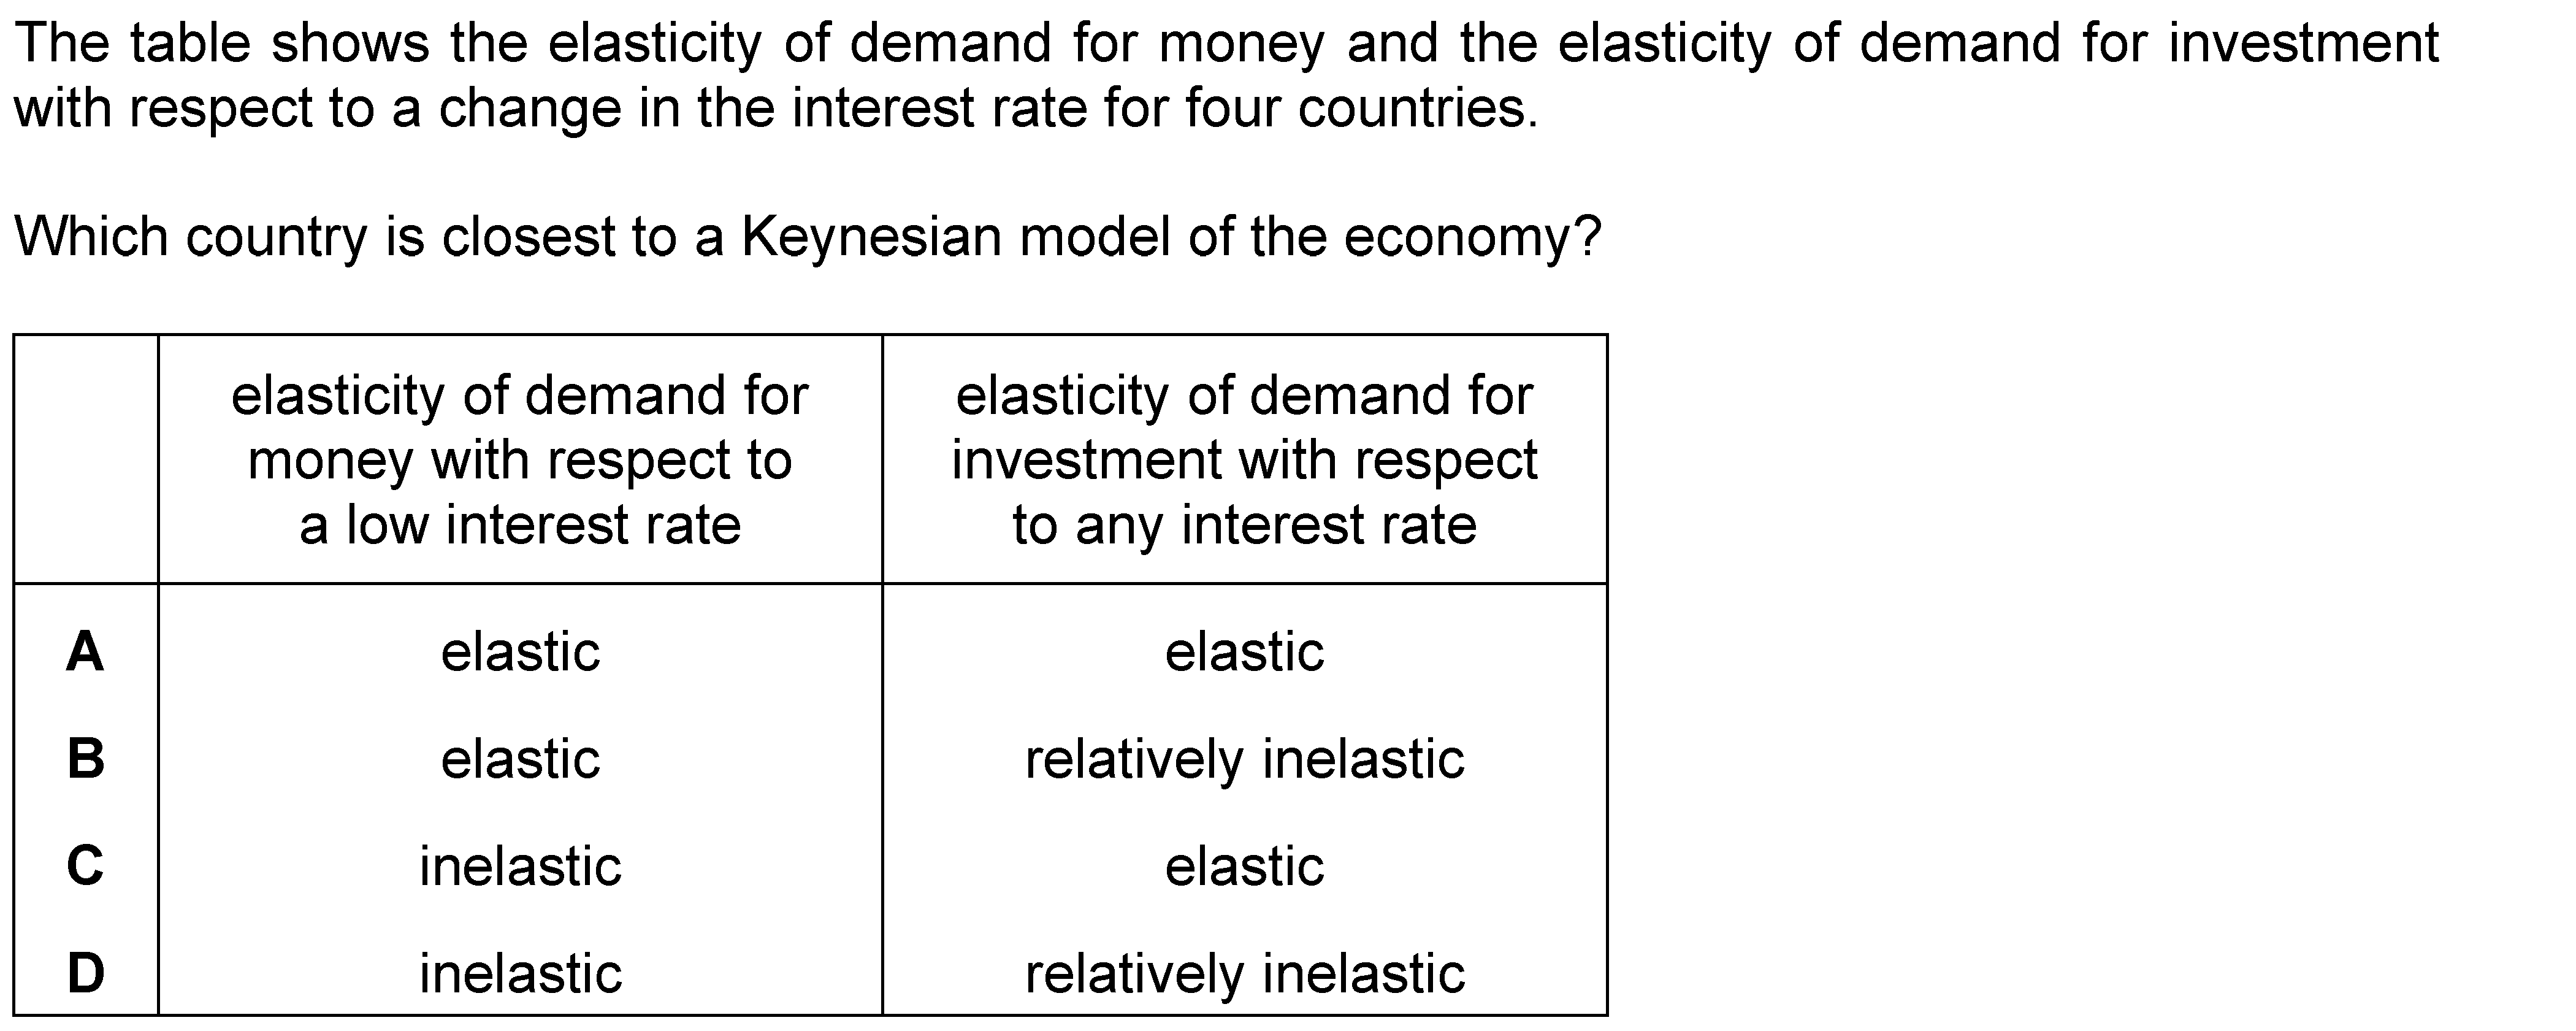 The table shows the elasticity of demand for money and the elasticity of demand for investment
with respect to a change in the interest rate for four countries.
Which country is closest to a Keynesian model of the economy?
elasticity of demand for
money with respect to
a low interest rate
elasticity of demand for
investment with respect
to any interest rate
A elastic elastic
B elastic relatively inelastic
C inelastic elastic
D inelastic relatively inelastic